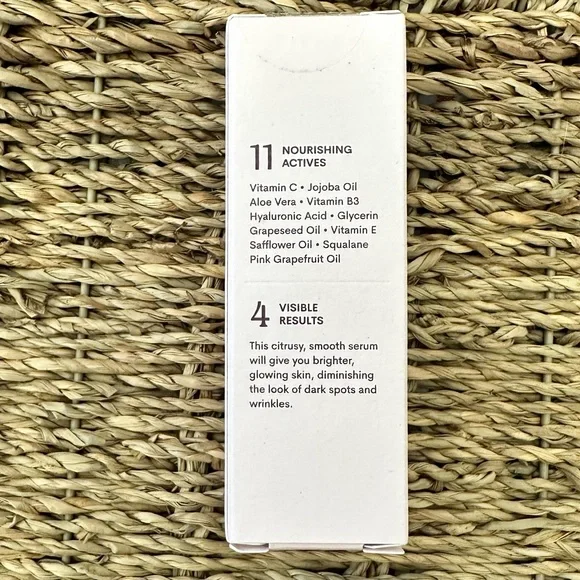 11 NOURISHING
ACTIVES
Vitamin C • Jojoba Oil
Aloe Vera • Vitamin B3
Hyaluronic Acid • Glycerin
Grapeseed Oil • Vitamin E
Safflower Oil • Squalane
Pink Grapefruit Oil
4 VISIBLE
RESULTS
This citrusy, smooth serum
will give you brighter,
glowing skin, diminishing
the look of dark spots and
wrinkles.